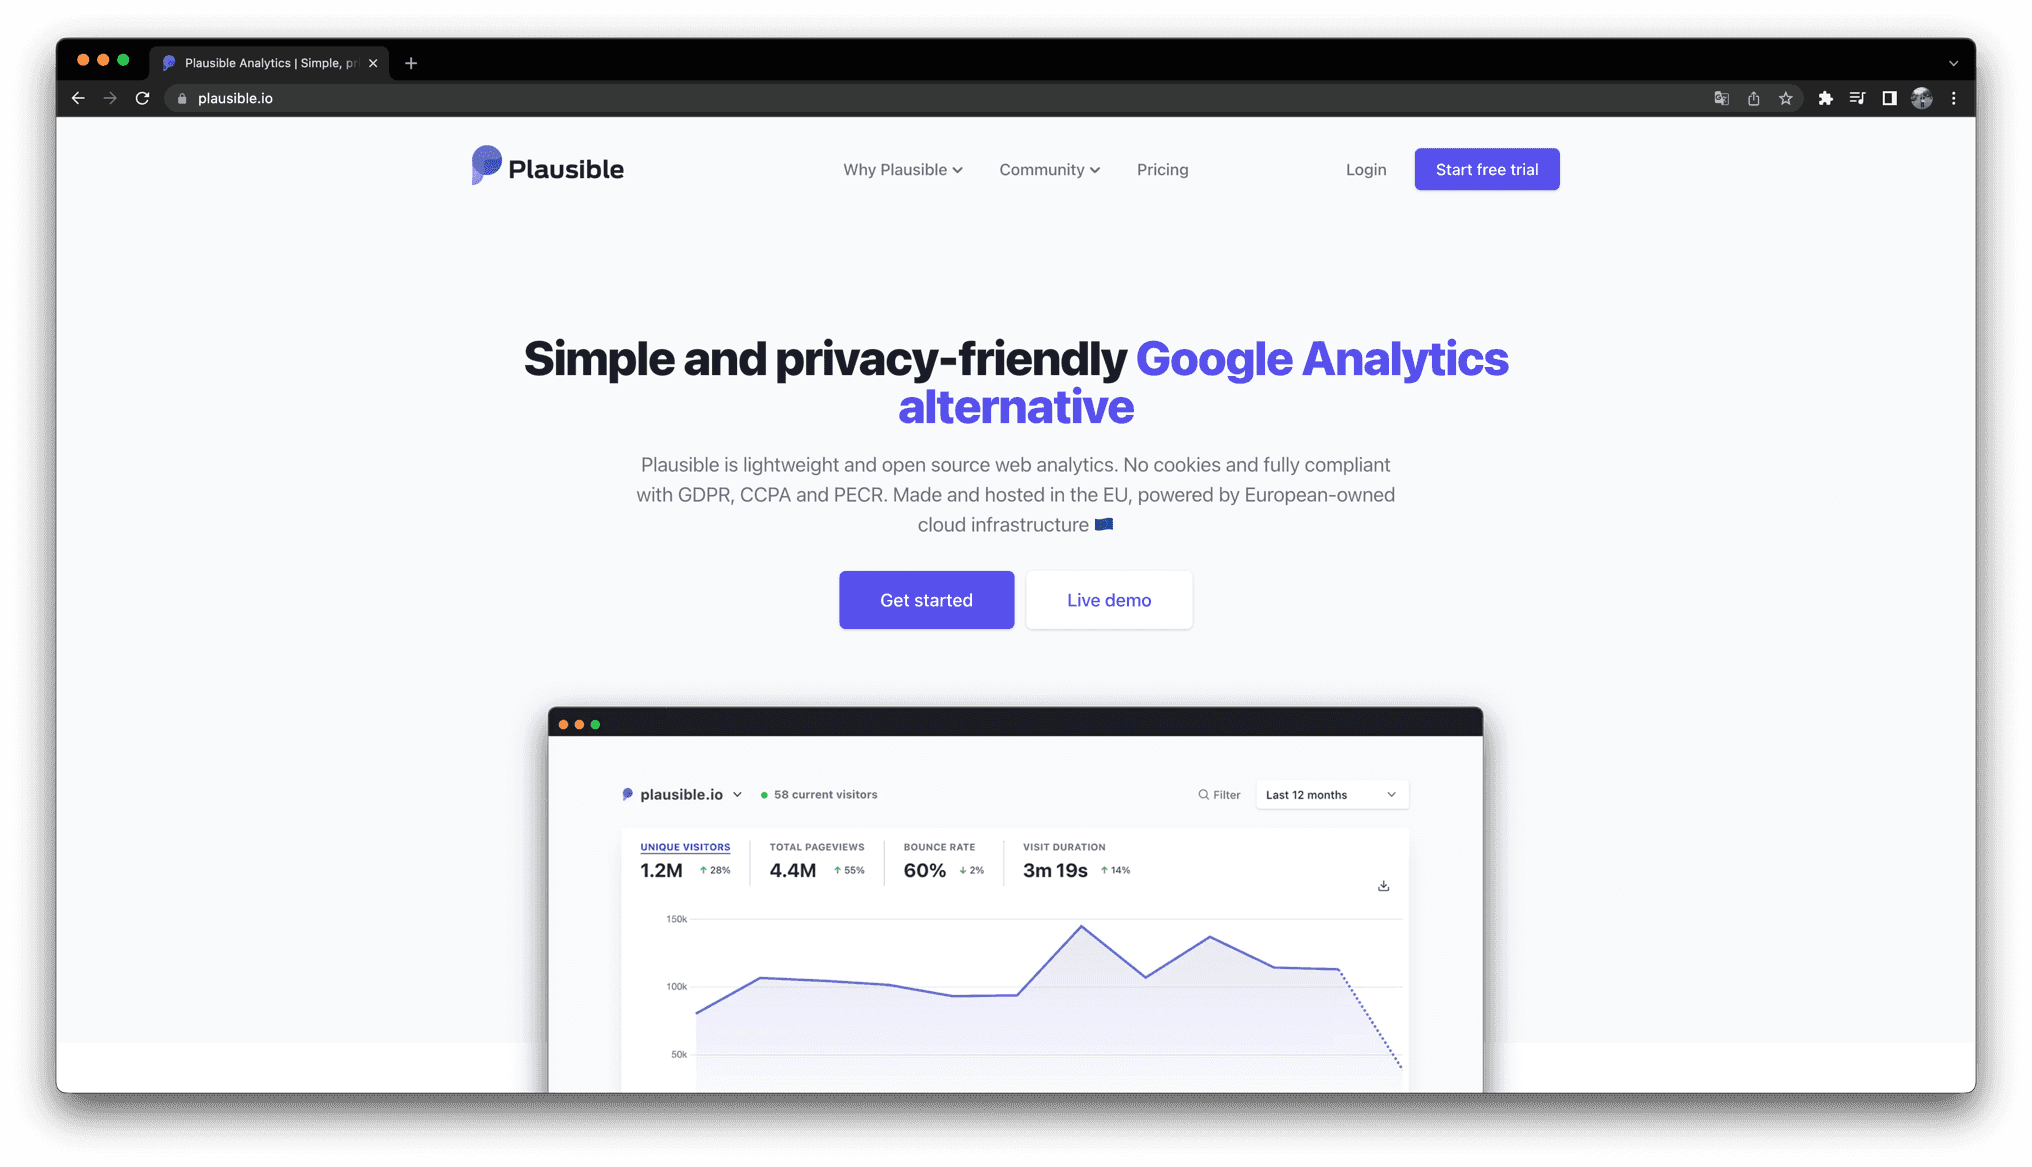 Plausible Analytics | Simple, pr
plausible.io
Plausible
Why Plausible
Community
Pricing
Login
Start free trial
Simple and privacy-friendly Google Analytics
alternative
Plausible is lightweight and open source web analytics. No cookies and fully compliant
with GDPR, CCPA and PECR. Made and hosted in the EU, powered by European-owned
cloud infrastructure 🇪🇺
Get started
Live demo
plausible.io
58 current visitors
Filter
Last 12 months
UNIQUE VISITORS
1.2M ↑ 28%
TOTAL PAGEVIEWS
4.4M ↑ 55%
BOUNCE RATE
60% ↓ 2%
VISIT DURATION
3m 19s ↑ 14%
150k
100k
50k